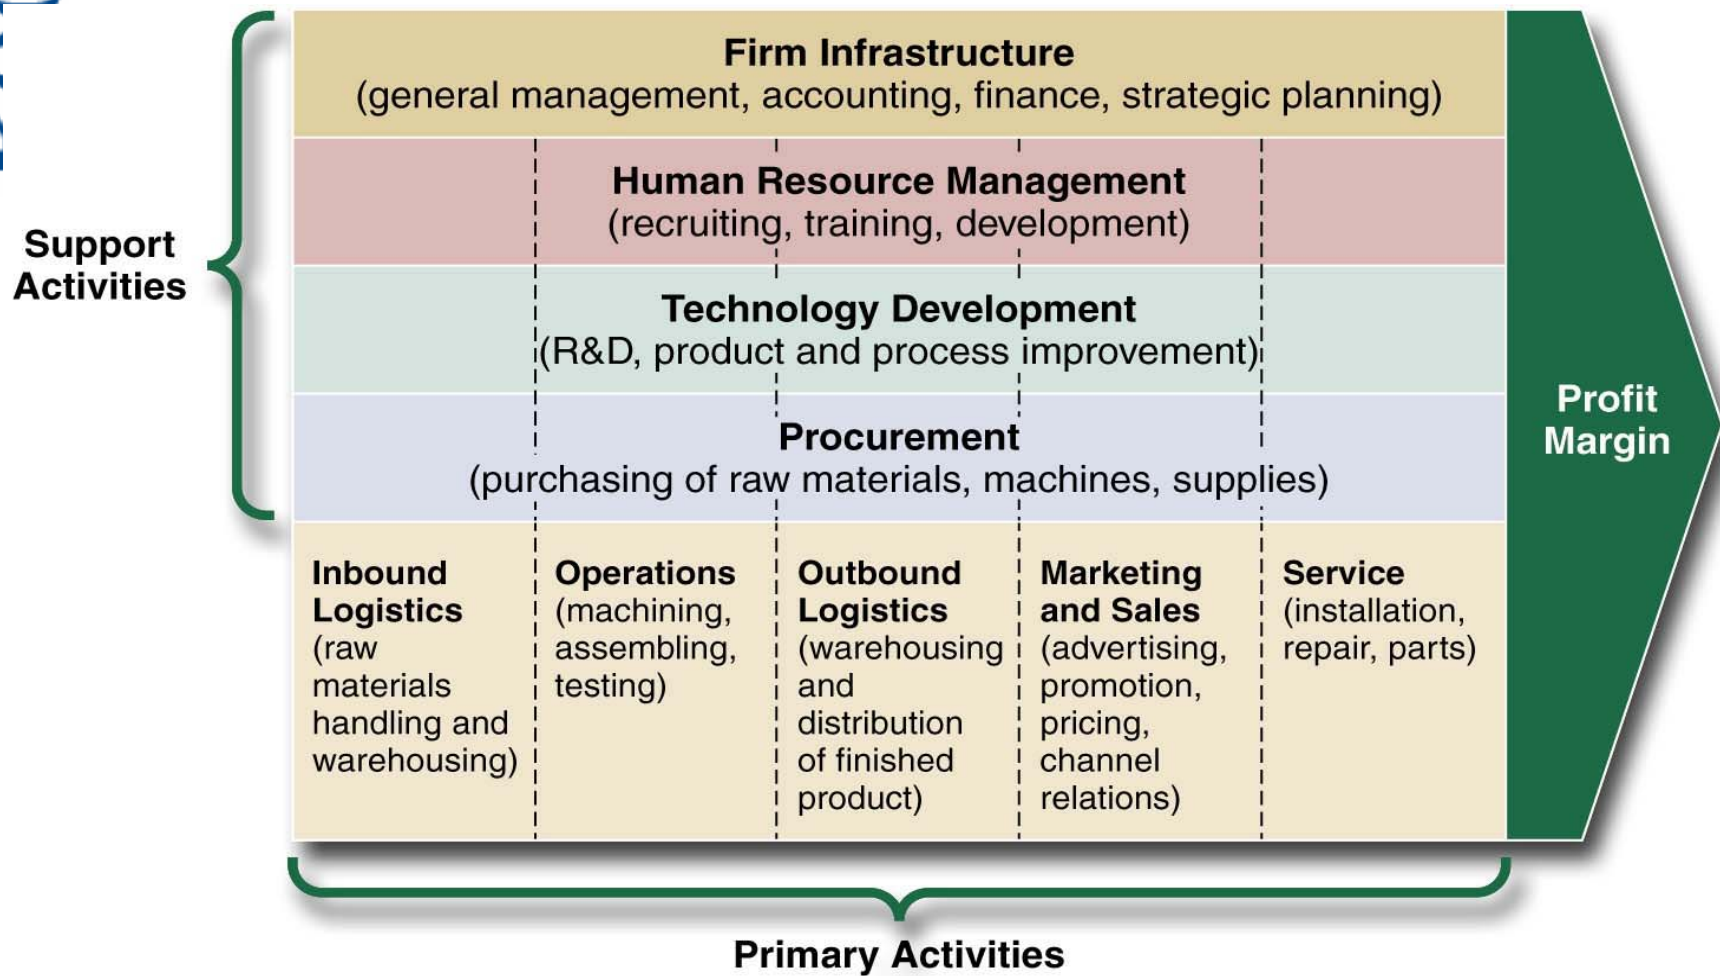 Firm Infrastructure
(general management, accounting, finance, strategic planning)
Human Resource Management
(recruiting, training, development)
Support
Activities
Technology Development
(R&D, product and process improvement)
Procurement
(purchasing of raw materials, machines, supplies)
Profit
Margin
Inbound
Logistics
(raw
materials
handling and
warehousing)
Operations
(machining,
assembling,
testing)
Outbound
Logistics
(warehousing
and
distribution
of finished
product)
Marketing
and Sales
(advertising,
promotion,
pricing,
channel
relations)
Service
(installation,
repair, parts)
Primary Activities